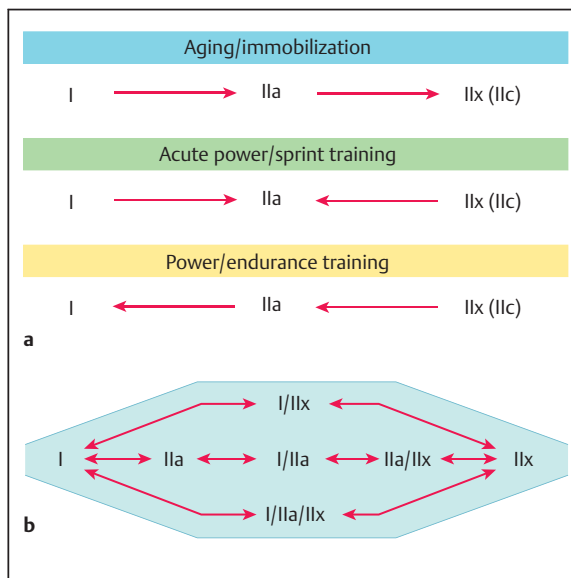 Aging/immobilization
I IIa IIx (IIc)
Acute power/sprint training
I IIa IIx (IIc)
Power/endurance training
I IIa IIx (IIc)
a
I/IIx
I IIa I/IIa IIa/IIx IIx
I/IIa/IIx
b